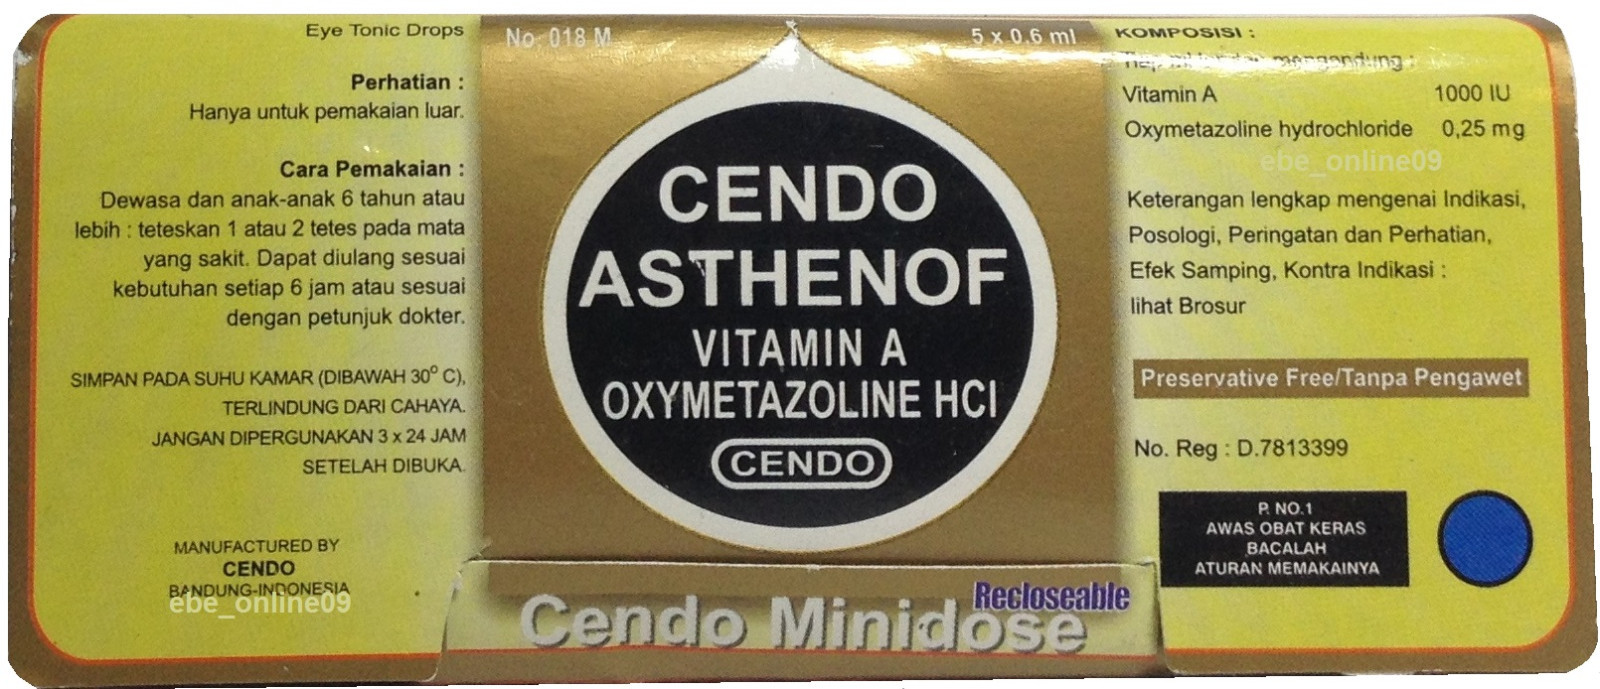 Eye Tonic Drops
Perhatian :
Hanya untuk pemakaian luar.
Cara Pemakaian :
Dewasa dan anak-anak 6 tahun atau
lebih : teteskan 1 atau 2 tetes pada mata
yang sakit. Dapat diulang sesuai
kebutuhan setiap 6 jam atau sesuai
dengan petunjuk dokter.
SIMPAN PADA SUHU KAMAR (DIBAWAH 30° C),
TERLINDUNG DARI CAHAYA.
JANGAN DIPERGUNAKAN 3 x 24 JAM
SETELAH DIBUKA.
MANUFACTURED BY
CENDO
BANDUNG-INDONESIA
ebe_online09
No. 018 M
5 x 0.6 ml
CENDO
ASTHENOF
VITAMIN A
OXYMETAZOLINE HCl
CENDO
Recloseable
Cendo Minidose
KOMPOSISI :
mengandung :
Vitamin A 1000 IU
Oxymetazoline hydrochloride 0,25 mg
ebe_online09
Keterangan lengkap mengenai Indikasi,
Posologi, Peringatan dan Perhatian,
Efek Samping, Kontra Indikasi :
lihat Brosur
Preservative Free/Tanpa Pengawet
No. Reg : D.7813399
P. NO.1
AWAS OBAT KERAS
BACALAH
ATURAN MEMAKAINYA